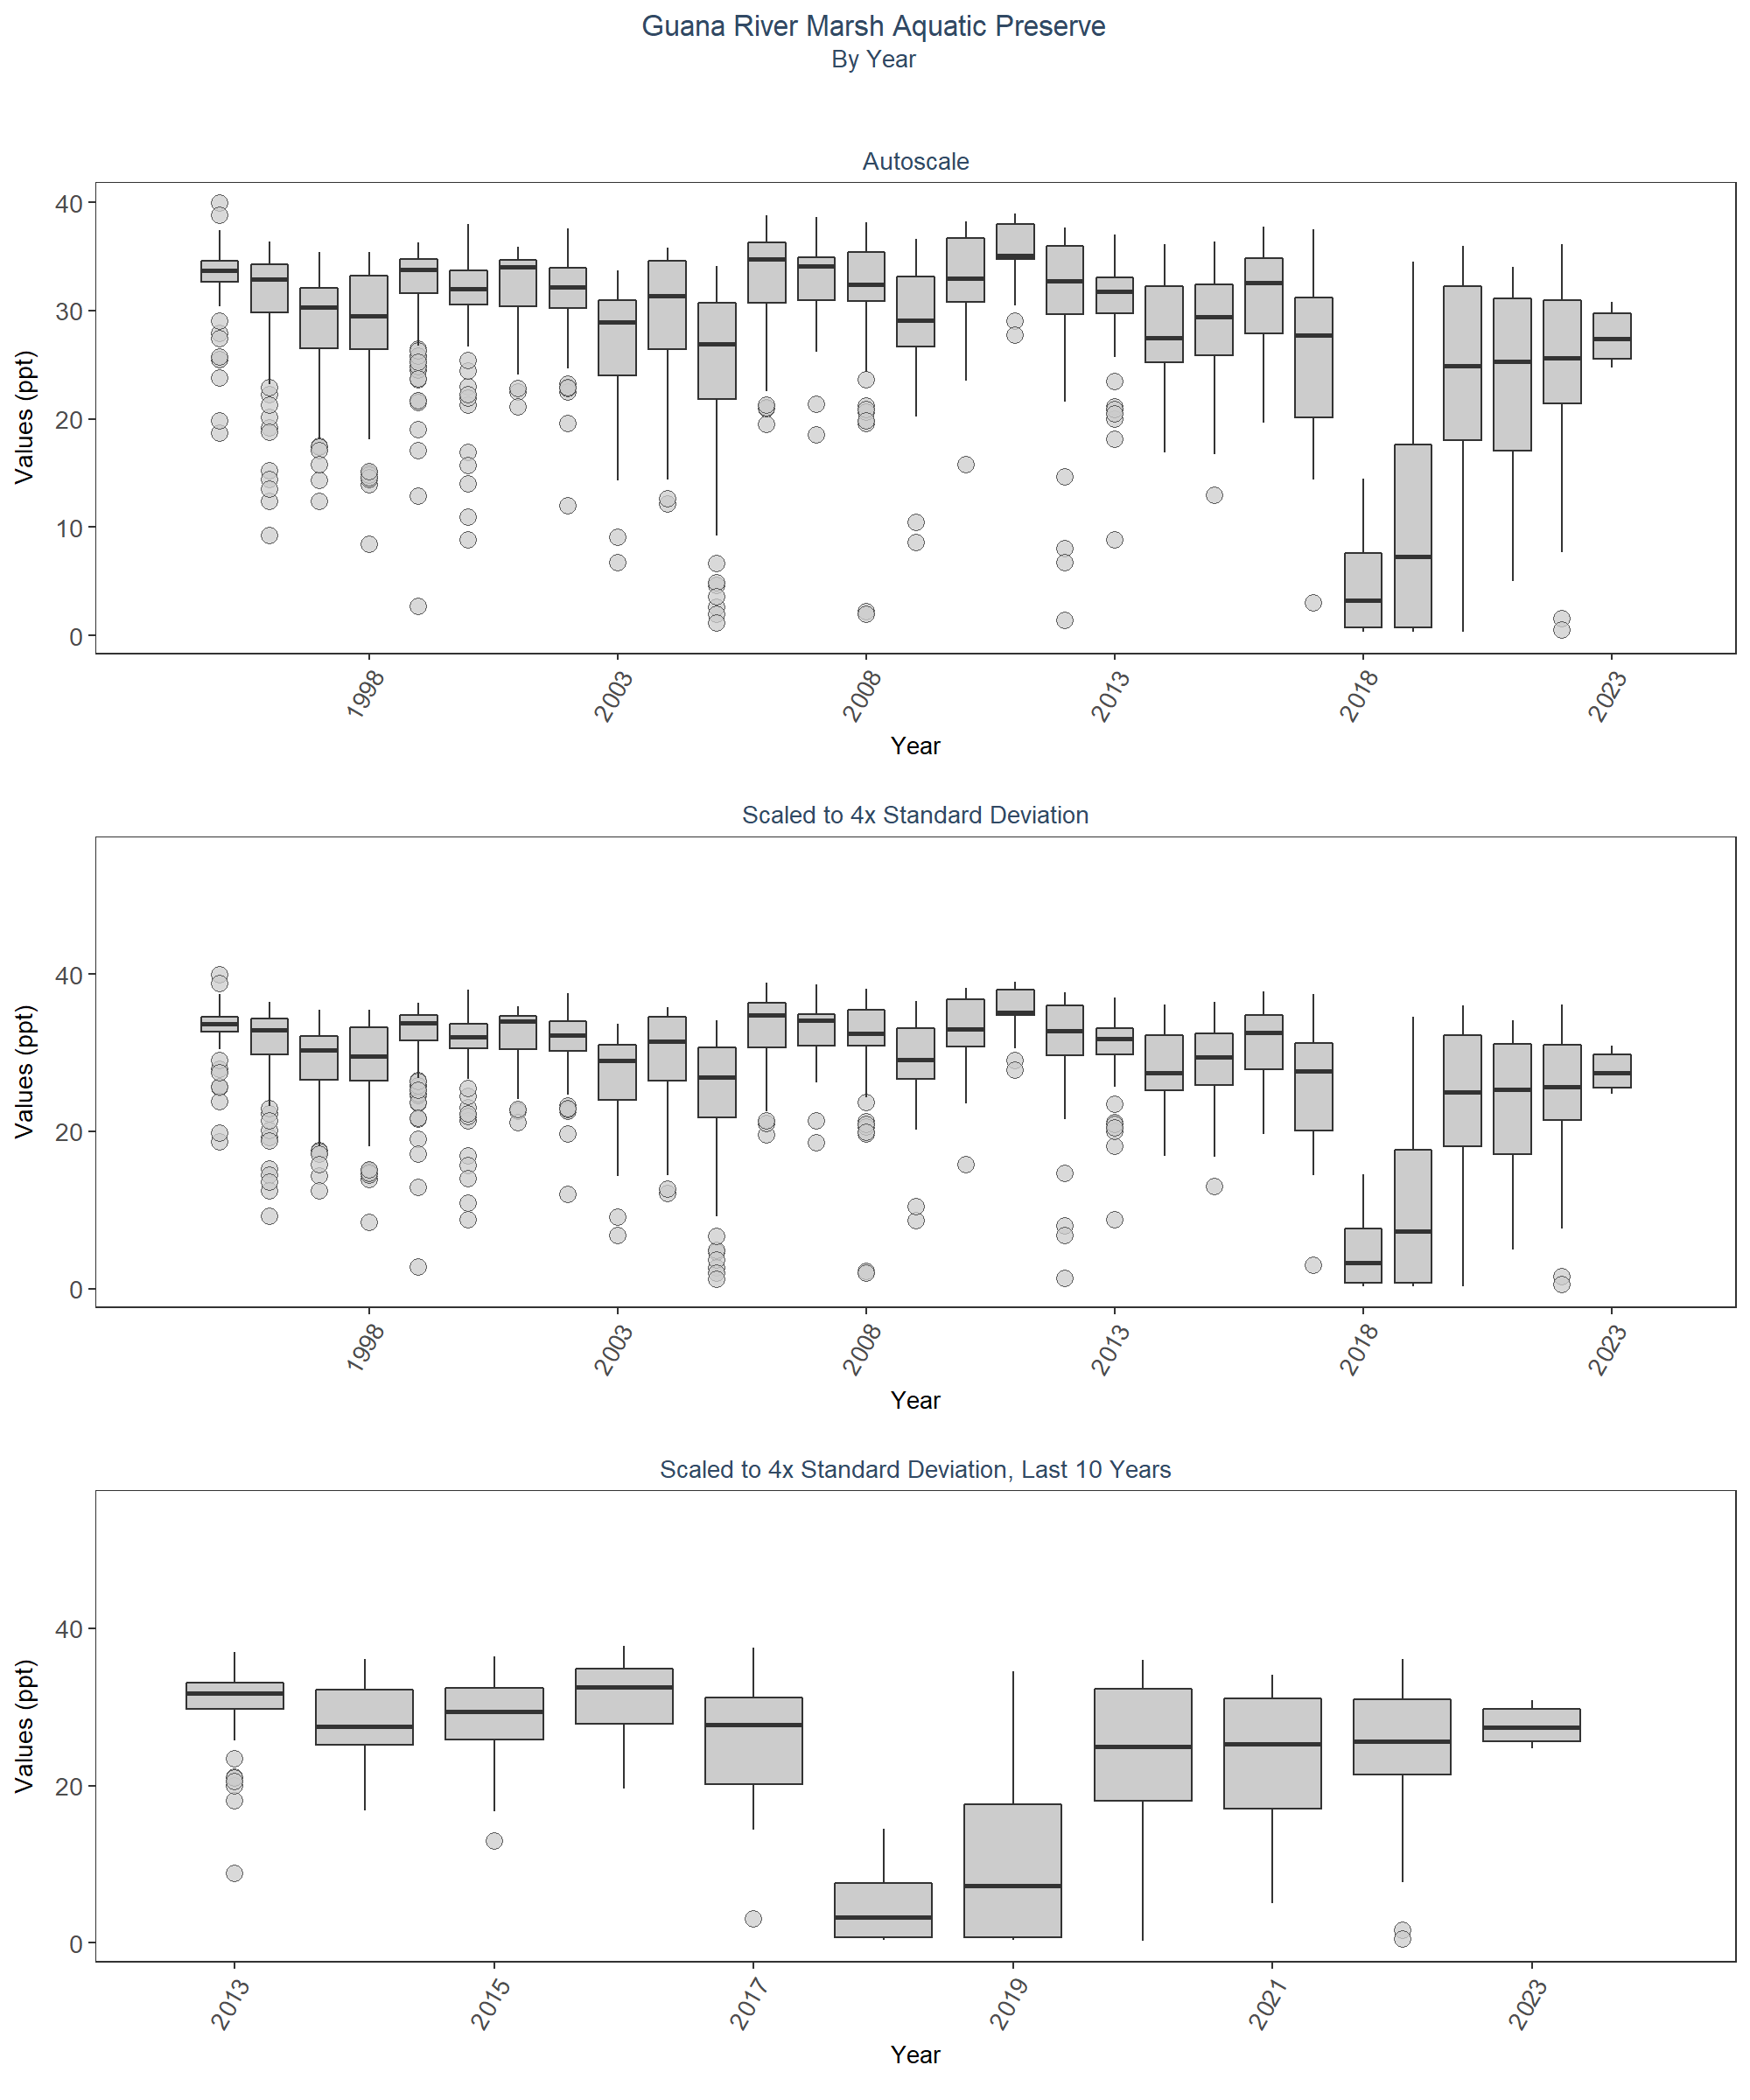 Guana River Marsh Aquatic Preserve
By Year
Autoscale
Values (ppt)
40
30
20
10
0
1998
2003
2008
2013
2018
2023
Year
Scaled to 4x Standard Deviation
Values (ppt)
40
20
0
1998
2003
2008
2013
2018
2023
Year
Scaled to 4x Standard Deviation, Last 10 Years
Values (ppt)
40
20
0
2013
2015
2017
2019
2021
2023
Year